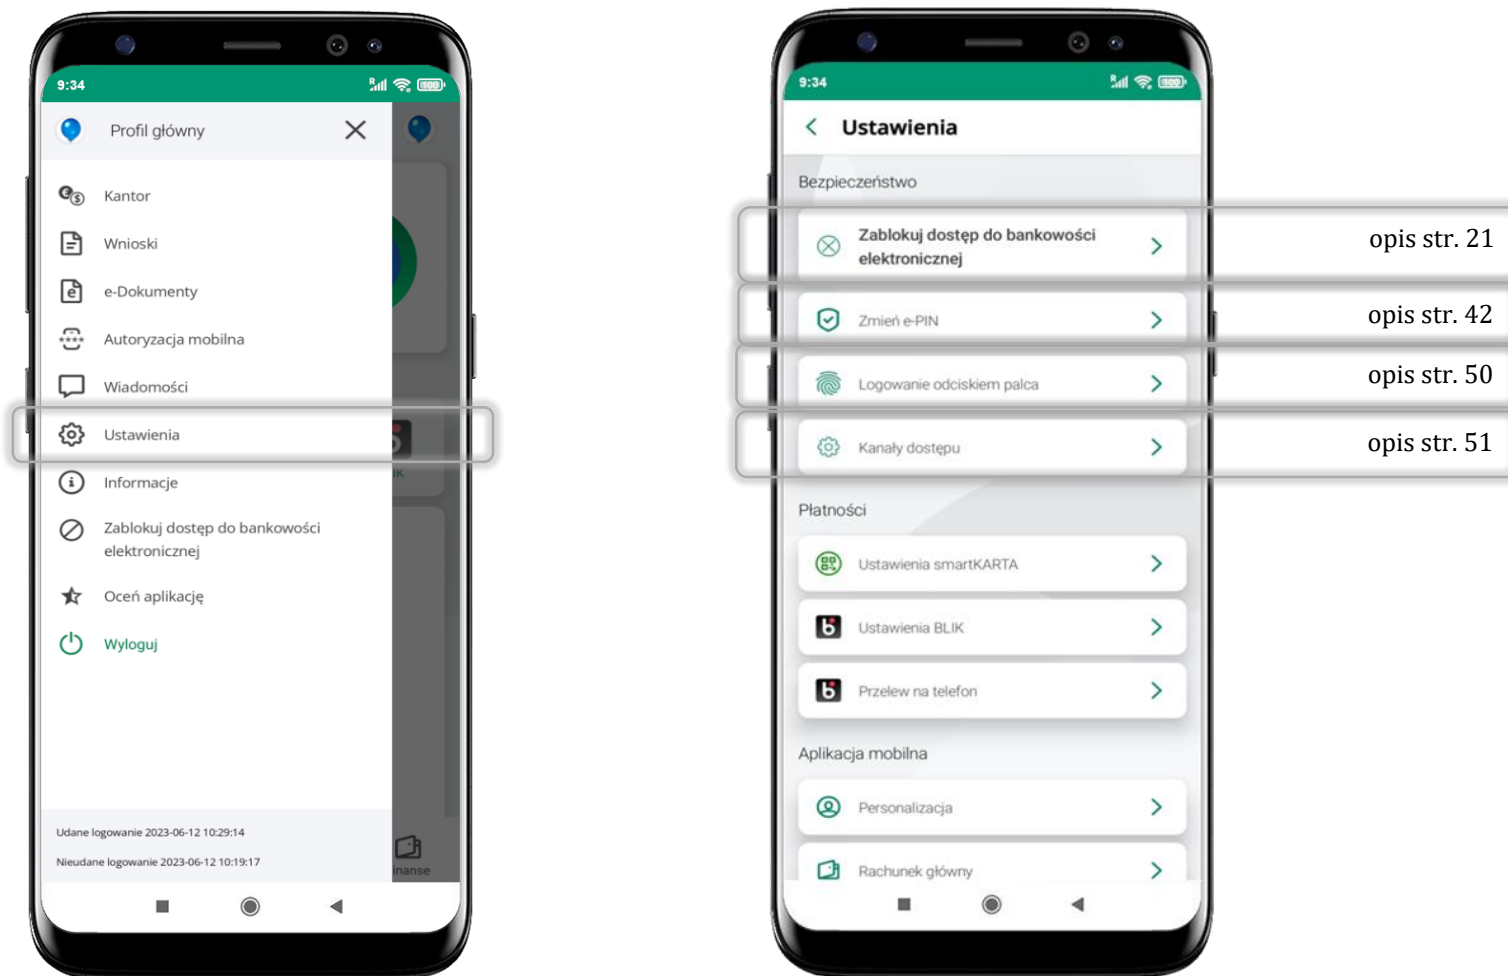 9:34
Profil główny
Kantor
Wnioski
e-Dokumenty
Autoryzacja mobilna
Wiadomości
Ustawienia
Informacje
Zablokuj dostęp do bankowości
elektronicznej
Oceń aplikację
Wyloguj
Udane logowanie 2023-06-12 10:29:14
Nieudane logowanie 2023-06-12 10:19:17
IK
inanse
9:34
Ustawienia
Bezpieczeństwo
Zablokuj dostęp do bankowości
elektronicznej
opis str. 21
Zmień e-PIN
opis str. 42
Logowanie odciskiem palca
opis str. 50
Kanały dostępu
opis str. 51
Płatności
Ustawienia smartKARTA
Ustawienia BLIK
Przelew na telefon
Aplikacja mobilna
Personalizacja
Rachunek główny